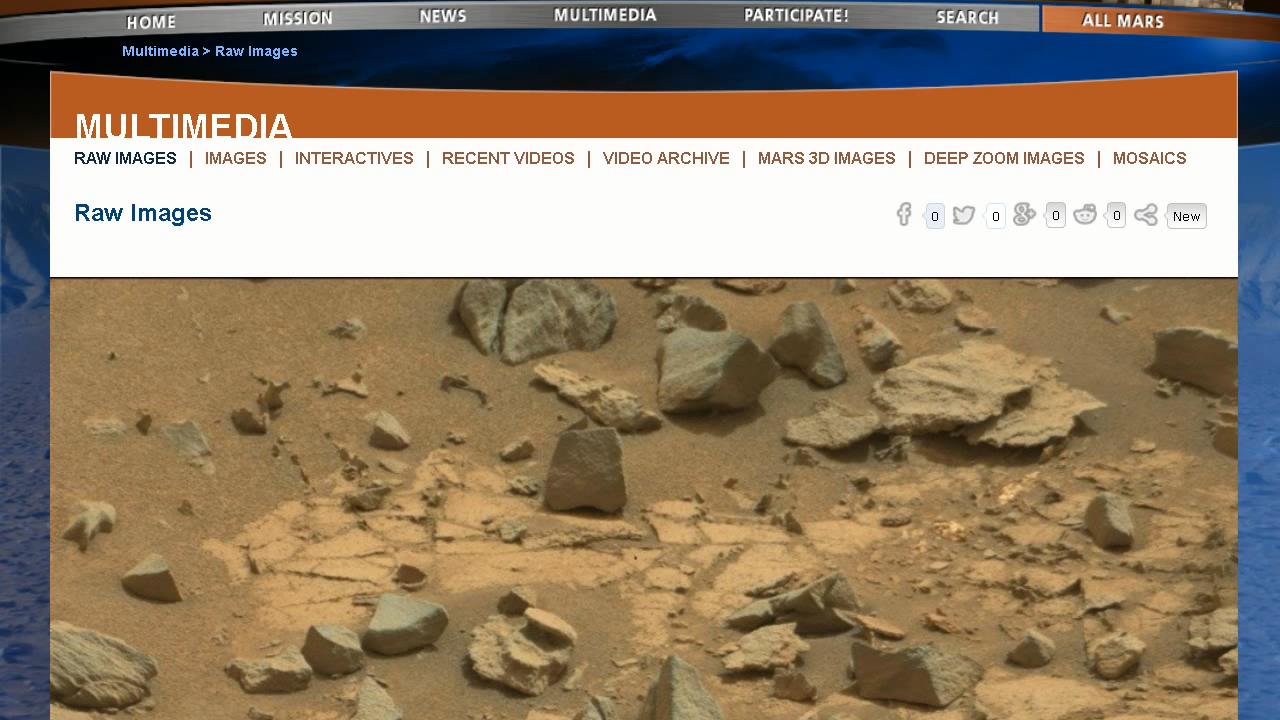 HOME MISSION NEWS MULTIMEDIA PARTICIPATE! SEARCH ALL MARS
Multimedia > Raw Images
MULTIMEDIA
RAW IMAGES | IMAGES | INTERACTIVES | RECENT VIDEOS | VIDEO ARCHIVE | MARS 3D IMAGES | DEEP ZOOM IMAGES | MOSAICS
Raw Images 0 0 0 0 New